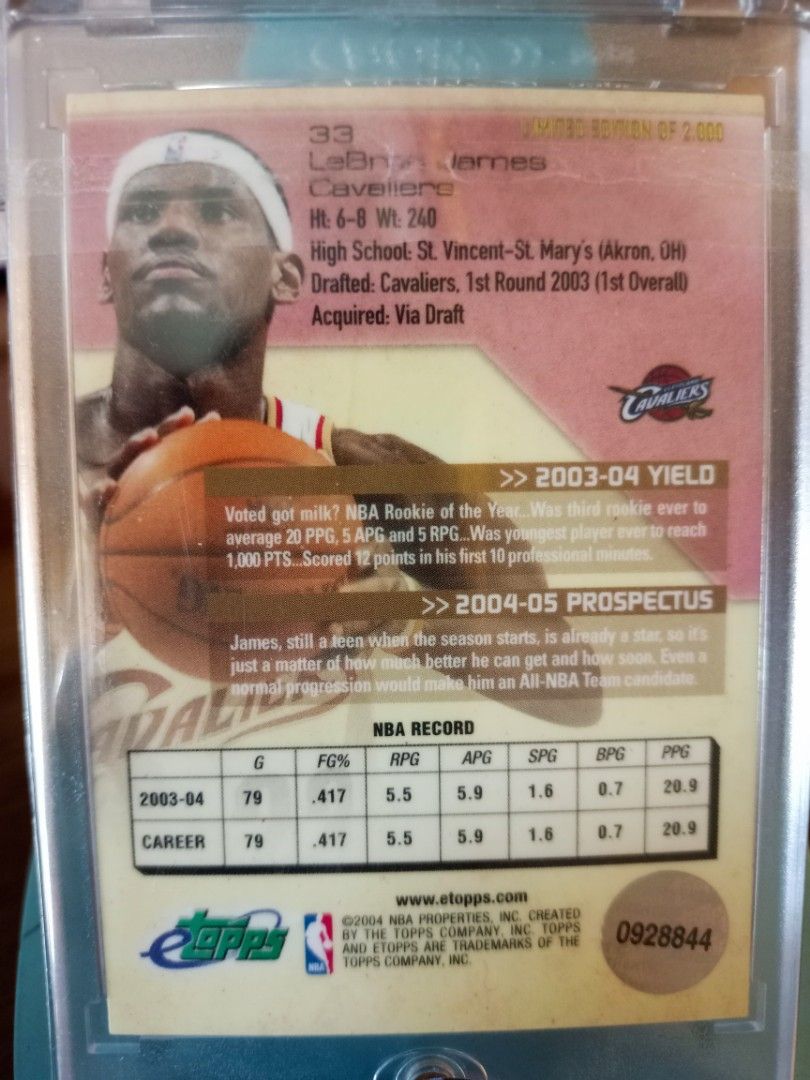 33
LIMITED EDITION OF 2,000
LeBron James
Cavaliers
Ht: 6-8 Wt: 240
High School: St. Vincent-St. Mary's (Akron, OH)
Drafted: Cavaliers, 1st Round 2003 (1st Overall)
Acquired: Via Draft
CAVALIERS
>> 2003-04 YIELD
Voted got milk? NBA Rookie of the Year...Was third rookie ever to
average 20 PPG, 5 APG and 5 RPG...Was youngest player ever to reach
1,000 PTS...Scored 12 points in his first 10 professional minutes.
>> 2004-05 PROSPECTUS
James, still a teen when the season starts, is already a star, so it's
just a matter of how much better he can get and how soon. Even a
normal progression would make him an All-NBA Team candidate.
CAVALIERS
NBA RECORD
G FG% RPG APG SPG BPG PPG
2003-04 79 .417 5.5 5.9 1.6 0.7 20.9
CAREER 79 .417 5.5 5.9 1.6 0.7 20.9
www.etopps.com
etopps
NBA
©2004 NBA PROPERTIES, INC. CREATED
BY THE TOPPS COMPANY, INC. TOPPS
AND ETOPPS ARE TRADEMARKS OF THE
TOPPS COMPANY, INC.
0928844